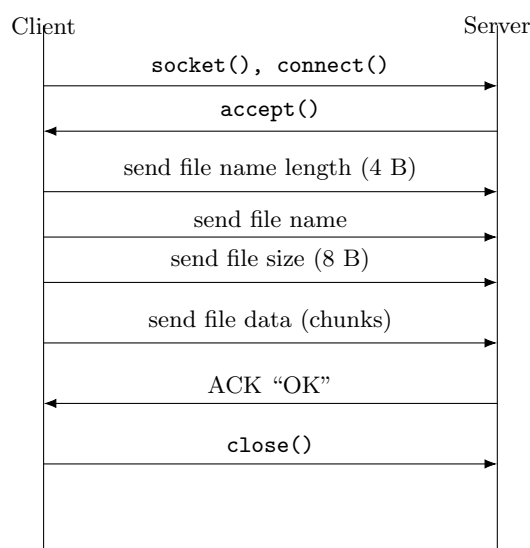 Client
Server
socket(), connect()
accept()
send file name length (4 B)
send file name
send file size (8 B)
send file data (chunks)
ACK “OK”
close()